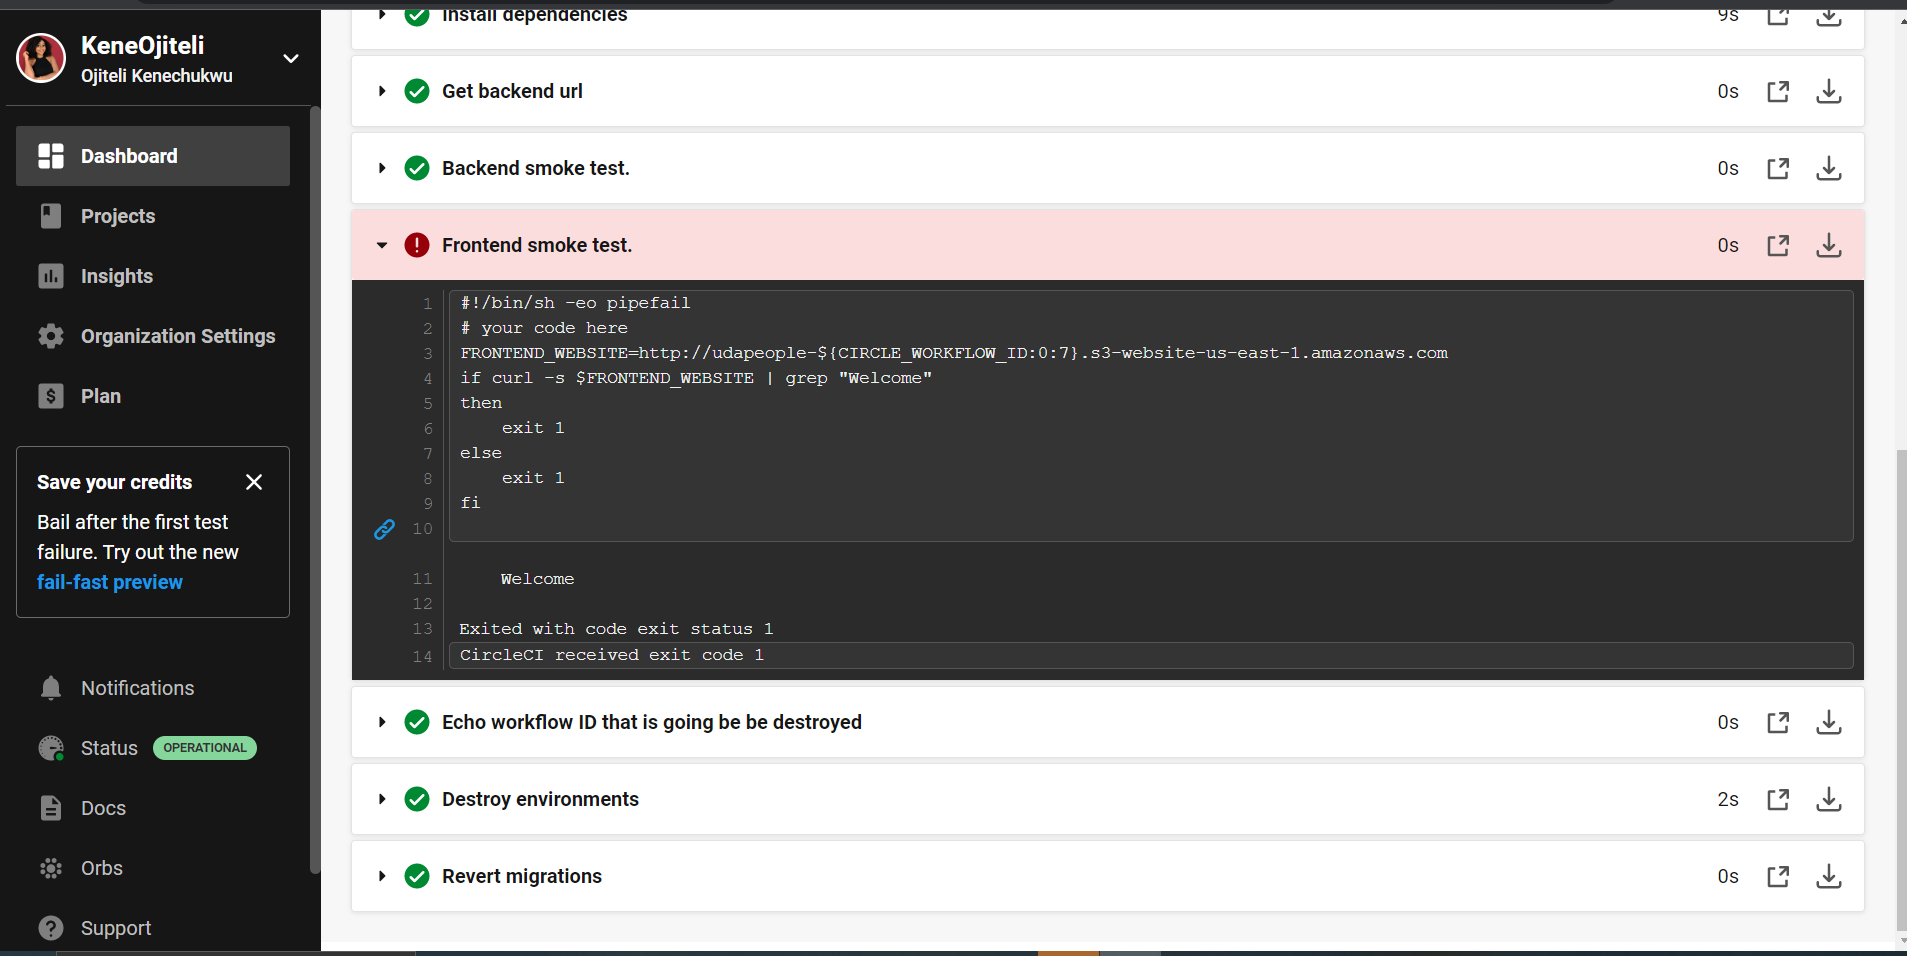 KeneOjiteli
Ojiteli Kenechukwu
Dashboard
Projects
Insights
Organization Settings
Plan
Save your credits
Bail after the first test
failure. Try out the new
fail-fast preview
Notifications
Status OPERATIONAL
Docs
Orbs
Support
Install dependencies 9s
Get backend url 0s
Backend smoke test. 0s
Frontend smoke test. 0s
1 #!/bin/sh -eo pipefail
2 # your code here
3 FRONTEND_WEBSITE=http://udapeople-${CIRCLE_WORKFLOW_ID:0:7}.s3-website-us-east-1.amazonaws.com
4 if curl -s $FRONTEND_WEBSITE | grep "Welcome"
5 then
6 exit 1
7 else
8 exit 1
9 fi
10
11 Welcome
12
13 Exited with code exit status 1
14 CircleCI received exit code 1
Echo workflow ID that is going be be destroyed 0s
Destroy environments 2s
Revert migrations 0s